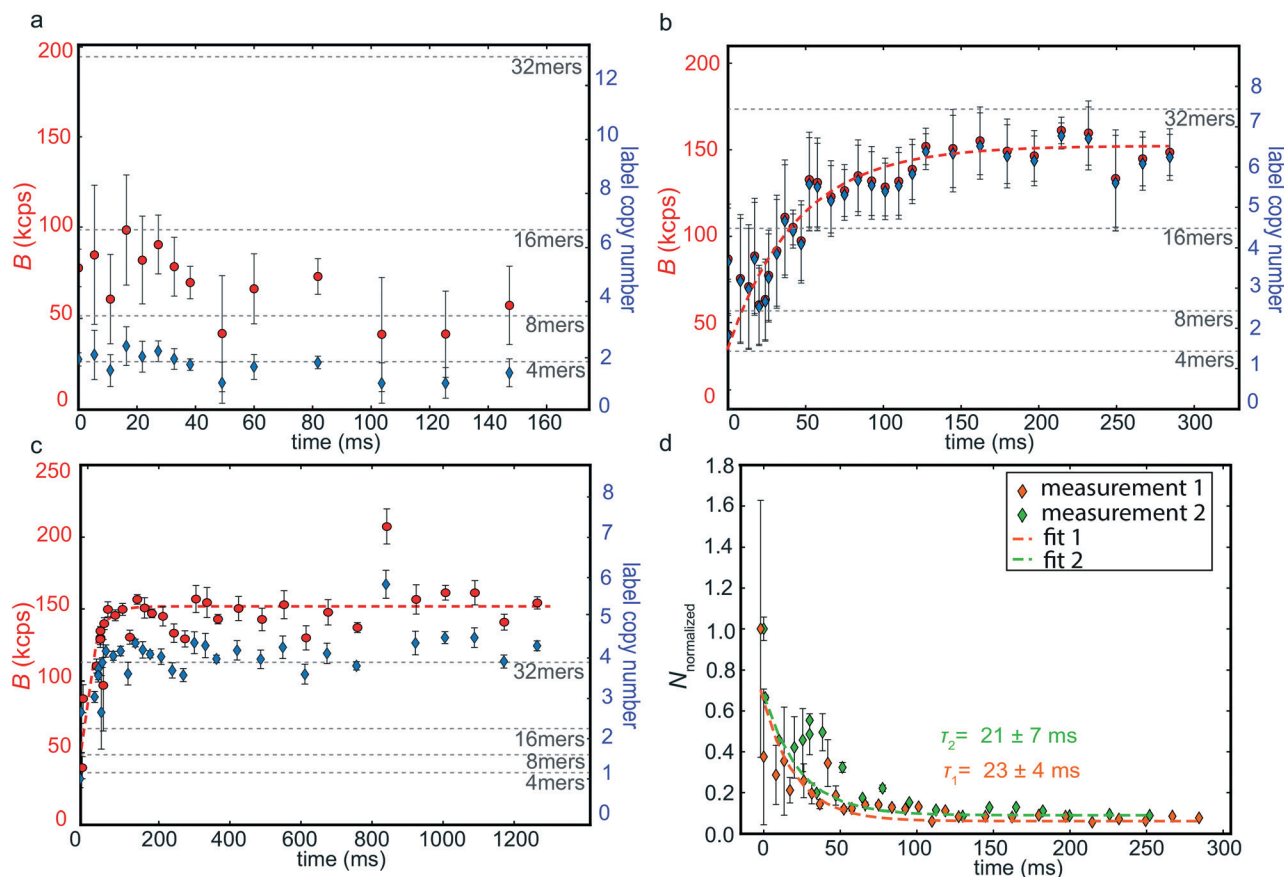 a
B (kcps)
200
150
100
50
0
32mers
16mers
8mers
4mers
12
10
8
6
4
2
0
label copy number
0 20 40 60 80 100 120 140 160
time (ms)
b
B (kcps)
200
150
100
50
0
32mers
16mers
8mers
4mers
9
8
7
6
5
4
3
2
1
0
label copy number
0 50 100 150 200 250 300
time (ms)
c
B (kcps)
250
200
150
100
50
0
32mers
16mers
8mers
4mers
8
7
6
5
4
3
2
1
0
label copy number
0 200 400 600 800 1000 1200
time (ms)
d
N normalized
1.8
1.6
1.4
1.2
1.0
0.8
0.6
0.4
0.2
0.0
measurement 1
measurement 2
fit 1
fit 2
τ2= 21 ± 7 ms
τ1= 23 ± 4 ms
0 50 100 150 200 250 300
time (ms)